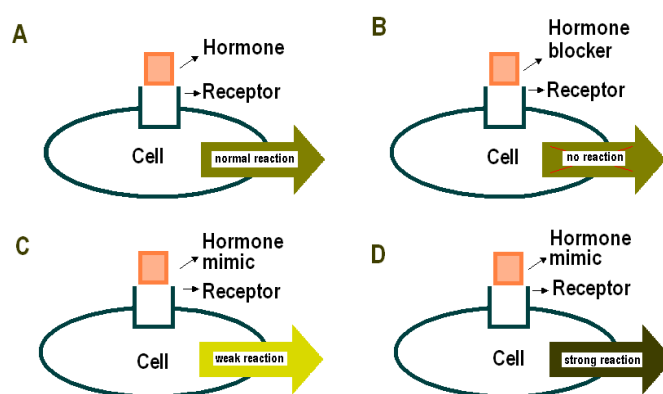 A
Hormone
Receptor
Cell
normal reaction
B
Hormone
blocker
Receptor
Cell
no reaction
C
Hormone
mimic
Receptor
Cell
weak reaction
D
Hormone
mimic
Receptor
Cell
strong reaction